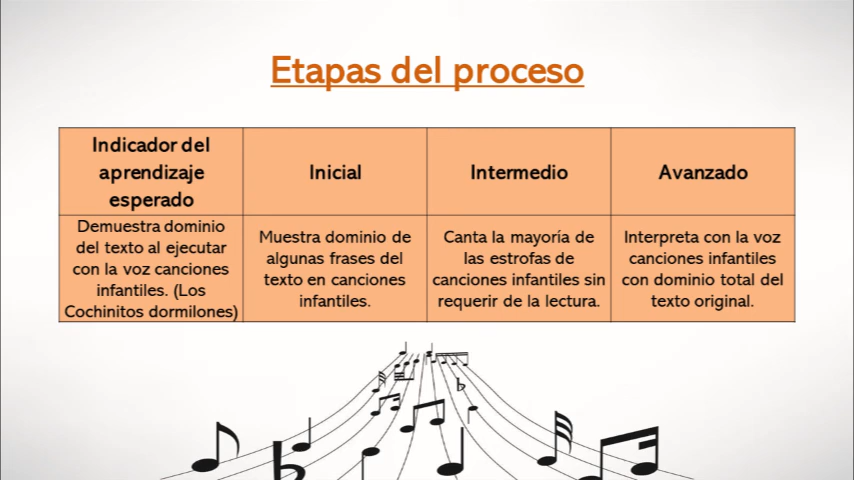 Etapas del proceso
Indicador del
aprendizaje
esperado
Inicial
Intermedio
Avanzado
Demuestra dominio
del texto al ejecutar
con la voz canciones
infantiles. (Los
Cochinitos dormilones)
Muestra dominio de
algunas frases del
texto en canciones
infantiles.
Canta la mayoría de
las estrofas de
canciones infantiles sin
requerir de la lectura.
Interpreta con la voz
canciones infantiles
con dominio total del
texto original.